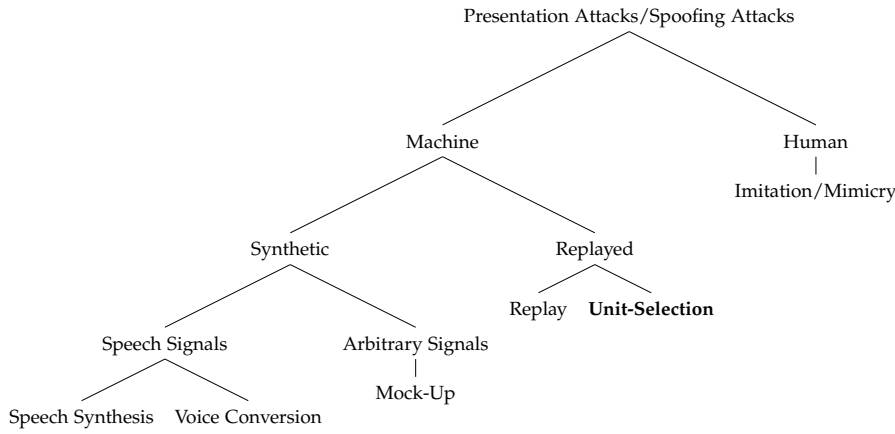 Presentation Attacks/Spoofing Attacks
Machine
Human
Imitation/Mimicry
Synthetic
Replayed
Replay
Unit-Selection
Speech Signals
Arbitrary Signals
Mock-Up
Speech Synthesis
Voice Conversion